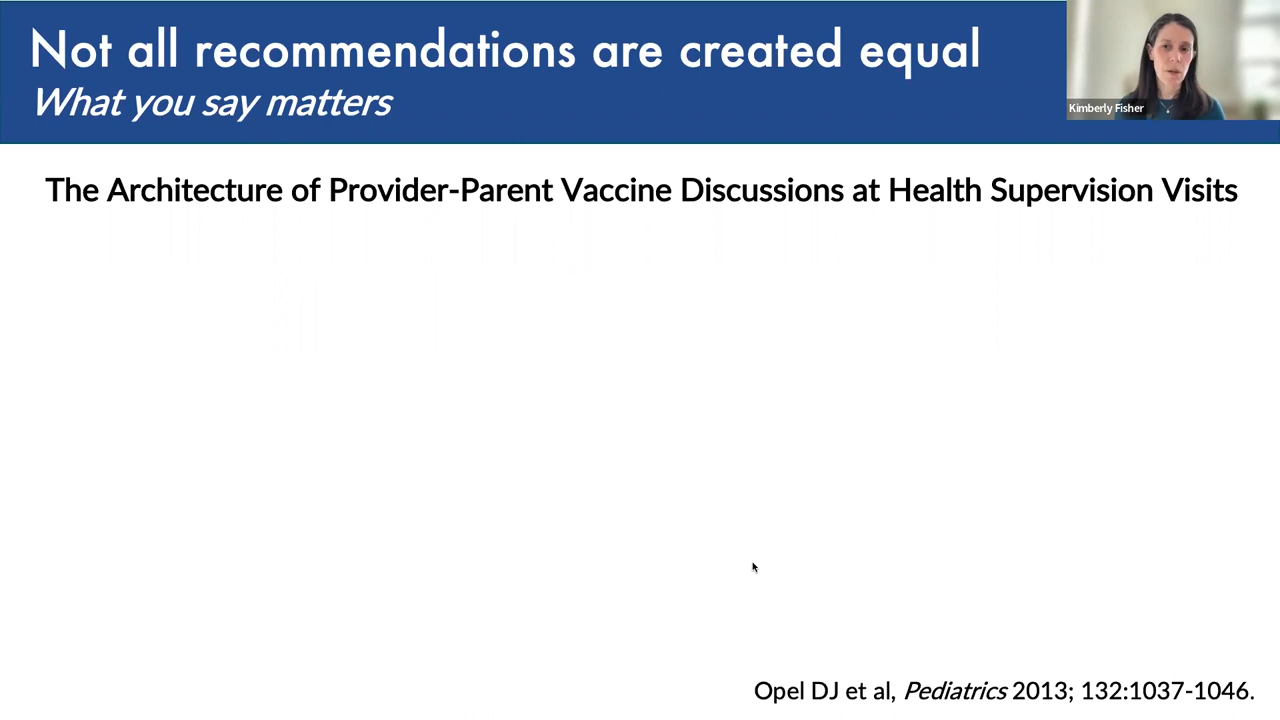 Not all recommendations are created equal
What you say matters
Kimberly Fisher
The Architecture of Provider-Parent Vaccine Discussions at Health Supervision Visits
Opel DJ et al, Pediatrics 2013; 132:1037-1046.